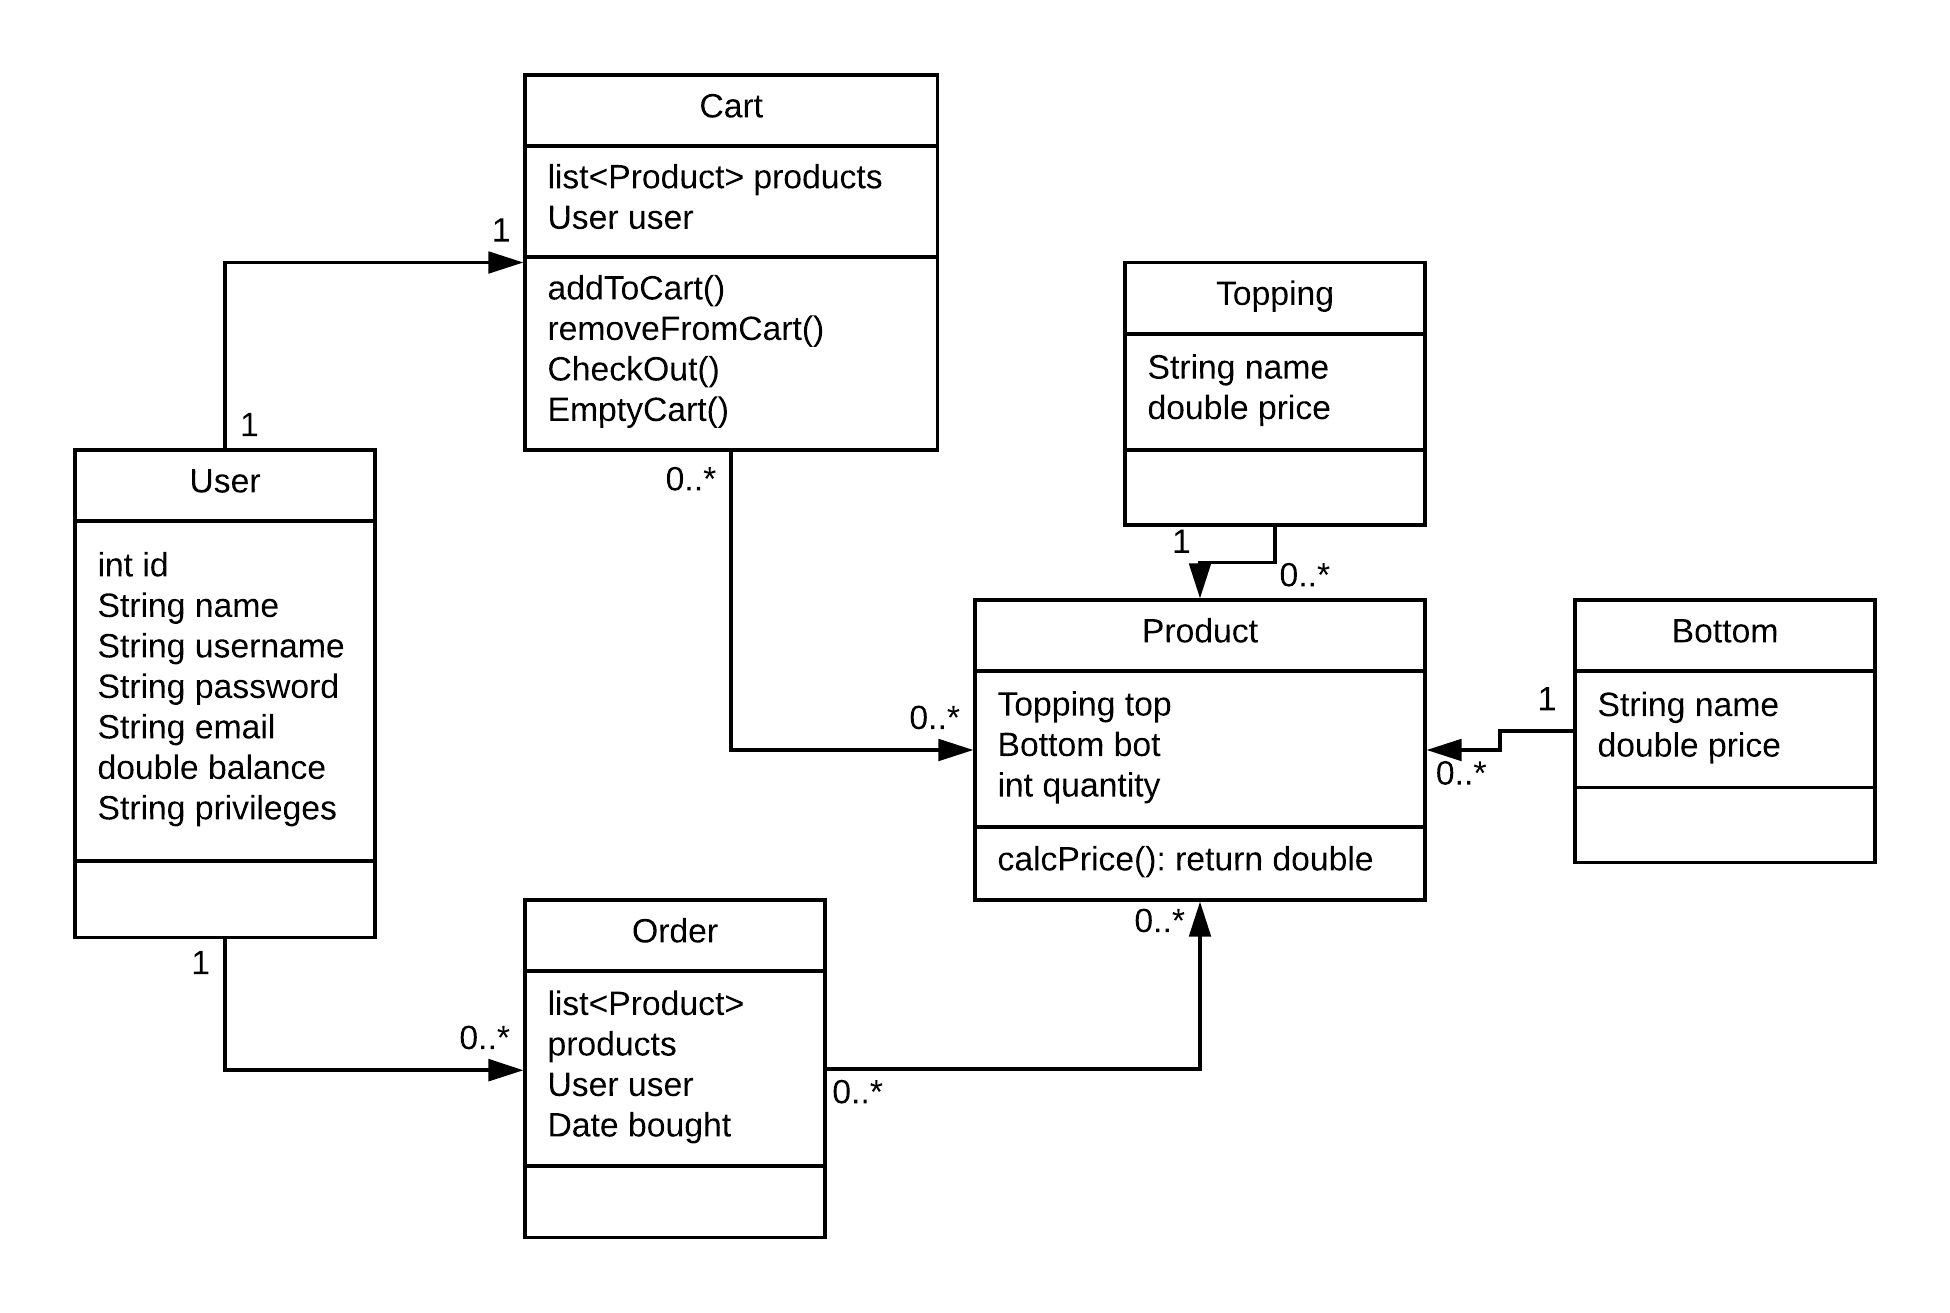 Cart
list<Product> products
User user
addToCart()
removeFromCart()
CheckOut()
EmptyCart()
1
1
0..*
User
int id
String name
String username
String password
String email
double balance
String privileges
1
0..*
Order
list<Product>
products
User user
Date bought
0..*
Topping
String name
double price
1
0..*
Product
Topping top
Bottom bot
int quantity
calcPrice(): return double
0..*
0..*
Bottom
String name
double price
1
0..*